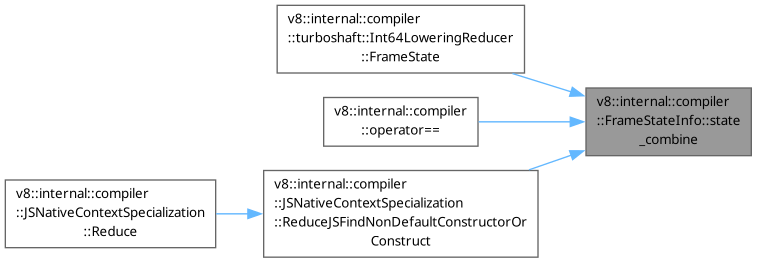 v8::internal::compiler
::turboshaft::Int64LoweringReducer
::FrameState
v8::internal::compiler
::FrameStateInfo::state
_combine
v8::internal::compiler
::operator==
v8::internal::compiler
::JSNativeContextSpecialization
::ReduceJSFindNonDefaultConstructorOr
Construct
v8::internal::compiler
::JSNativeContextSpecialization
::Reduce